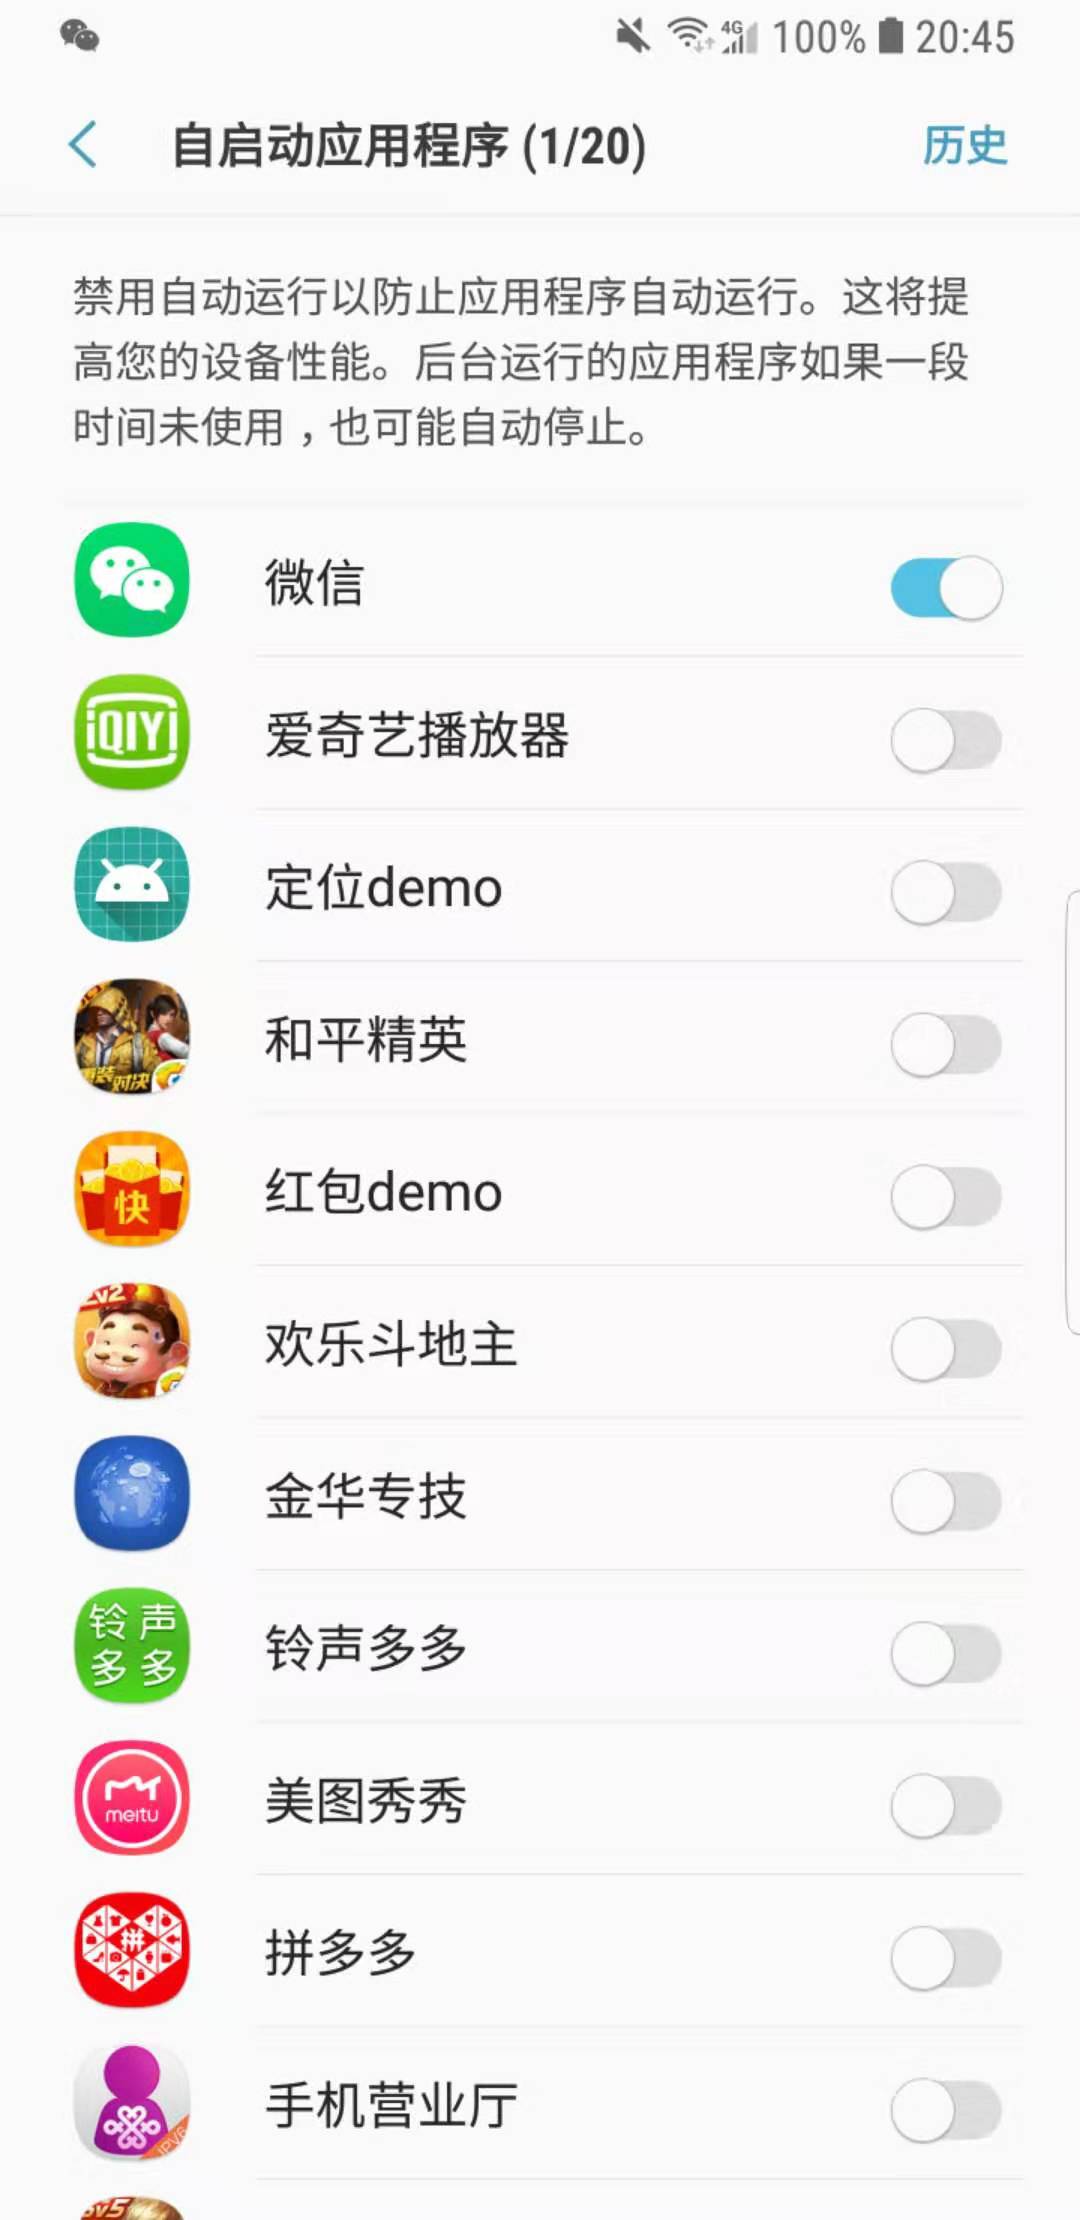 4G 100% 20:45
自启动应用程序 (1/20) 历史
禁用自动运行以防止应用程序自动运行。这将提
高您的设备性能。后台运行的应用程序如果一段
时间未使用，也可能自动停止。
微信
iQIYI
爱奇艺播放器
定位demo
对决
和平精英
快
红包demo
v2
欢乐斗地主
金华专技
铃声
多多
铃声多多
meitu
美图秀秀
拼
拼多多
IPV6
手机营业厅
5v5